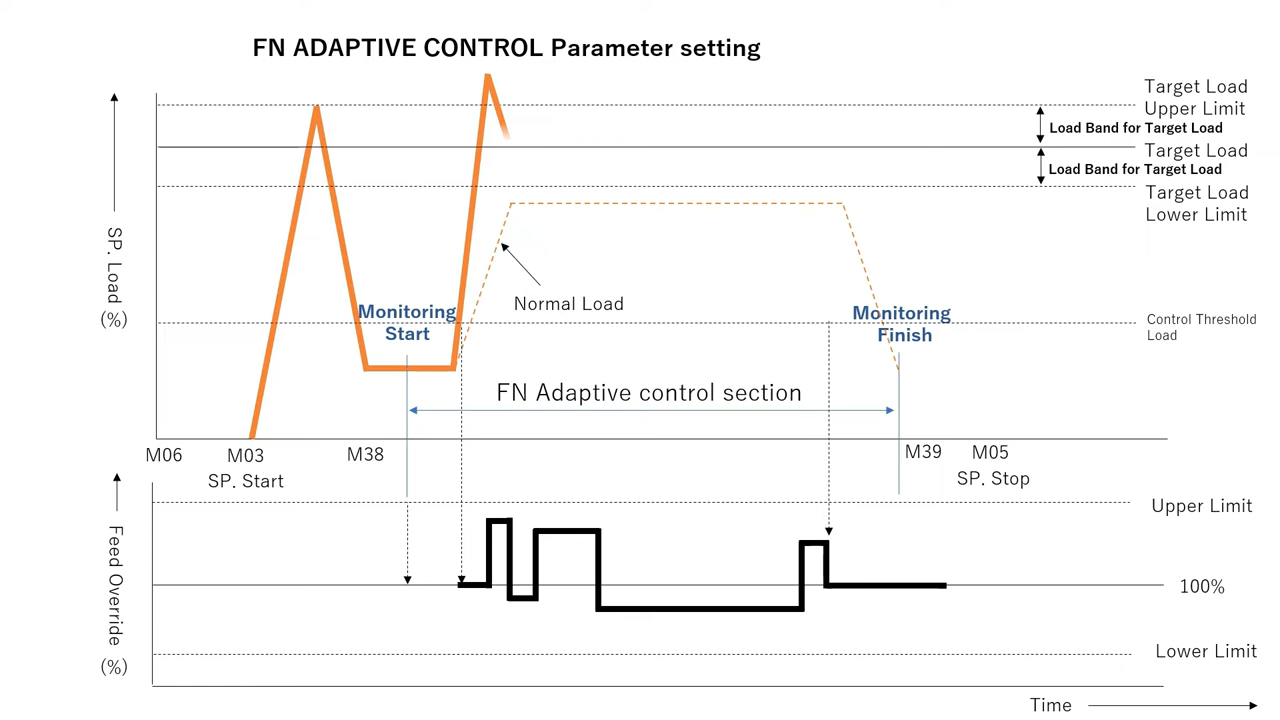 FN ADAPTIVE CONTROL Parameter setting
Target Load
Upper Limit
Load Band for Target Load
Target Load
Load Band for Target Load
Target Load
Lower Limit
SP. Load
(%)
Normal Load
Monitoring
Start
Monitoring
Finish
Control Threshold
Load
FN Adaptive control section
M06
M03
SP. Start
M38
M39
M05
SP. Stop
Feed Override
(%)
Upper Limit
100%
Lower Limit
Time